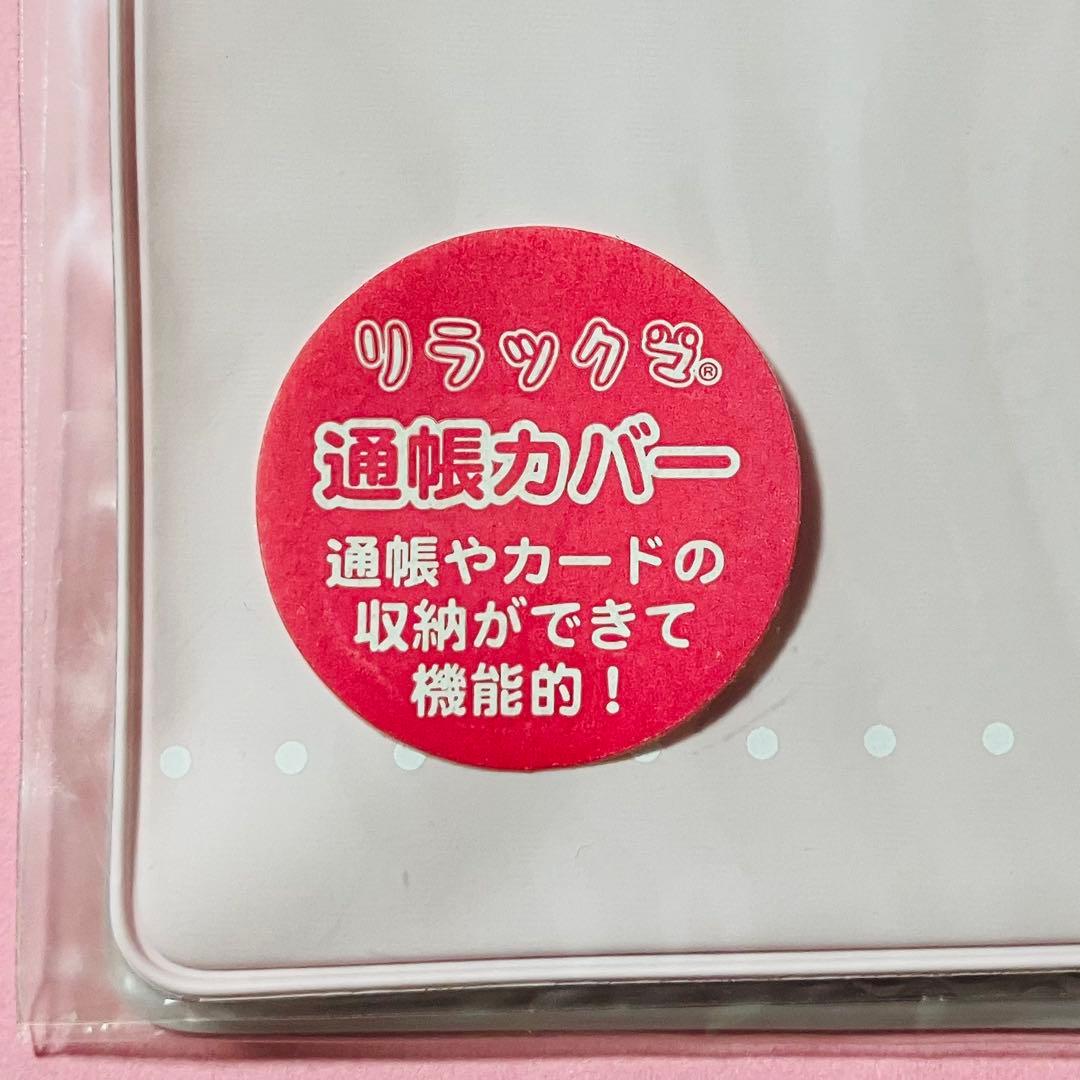 リラックマ®
通帳カバー
通帳やカードの
収納ができて
機能的！